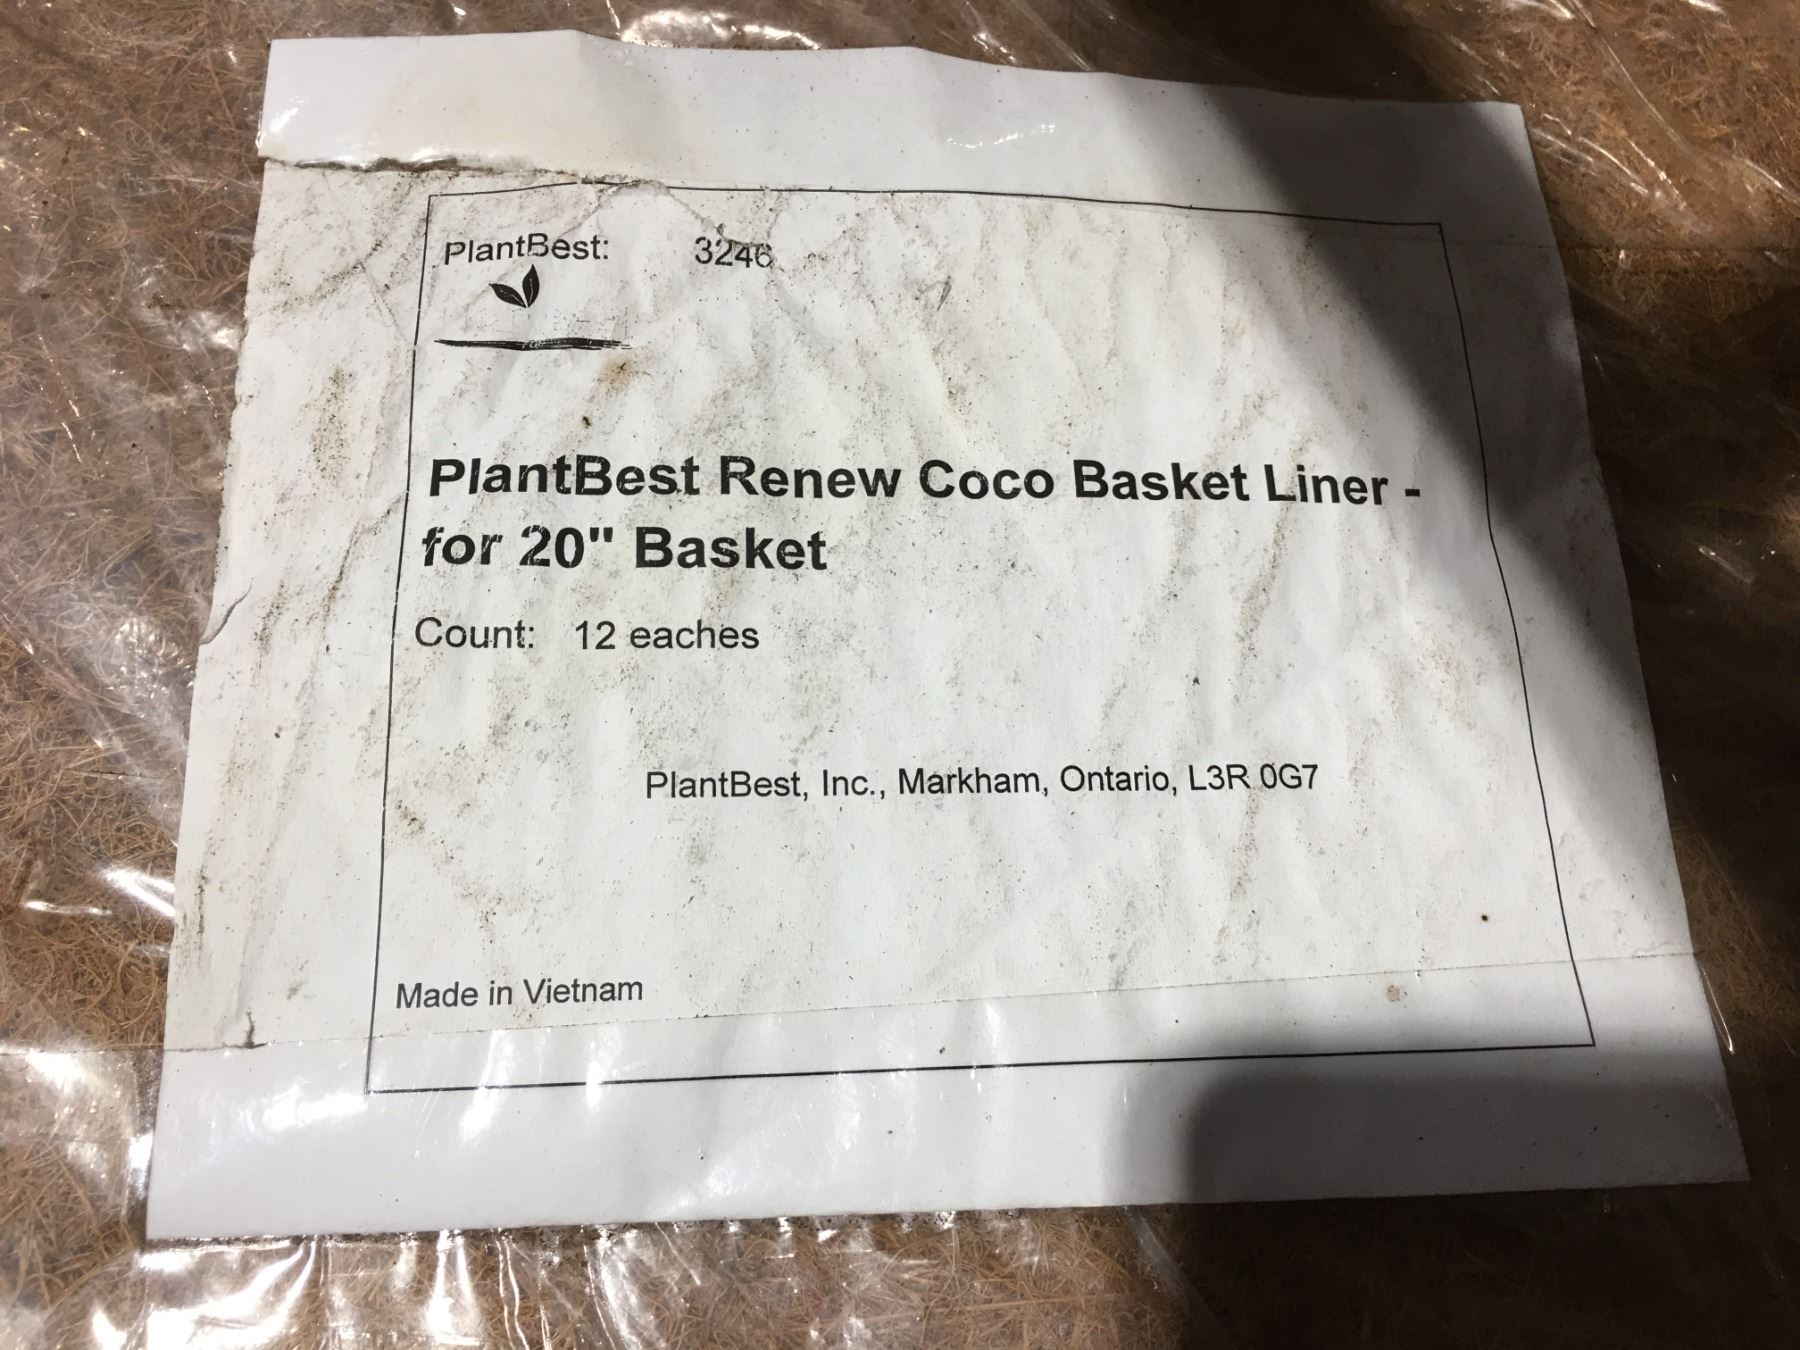 PlantBest: 3246
PlantBest Renew Coco Basket Liner -
for 20" Basket
Count: 12 eaches
PlantBest, Inc., Markham, Ontario, L3R 0G7
Made in Vietnam